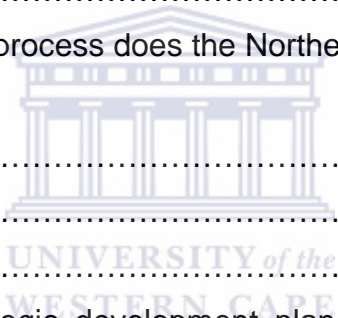 process does the Northe
UNIVERSITY of the
WESTERN CAPE
egic development plan